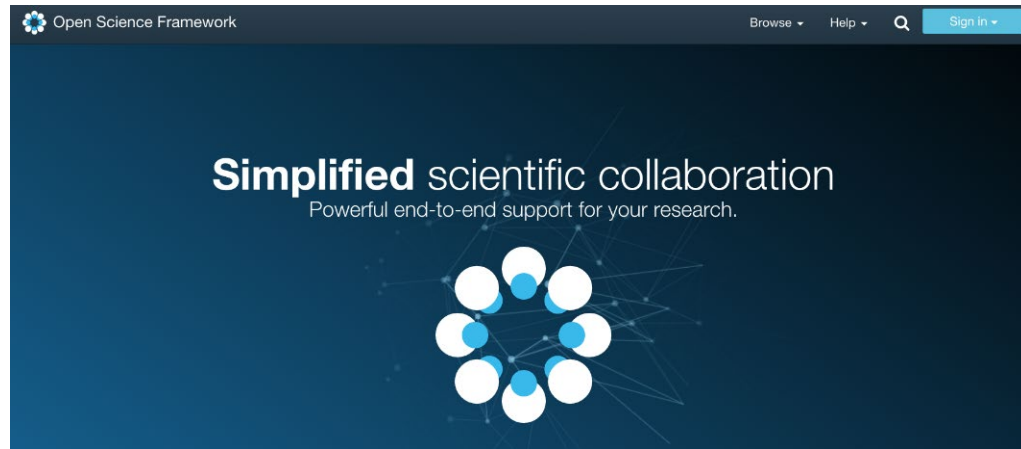 Open Science Framework Browse Help Sign in
Simplified scientific collaboration
Powerful end-to-end support for your research.